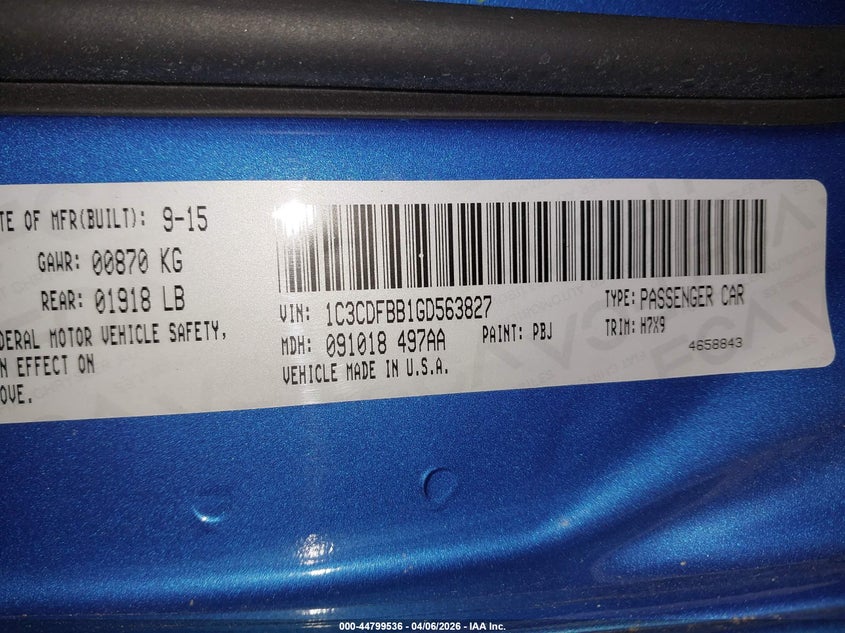 TE OF MFR(BUILT): 9-15
GAWR: 00870 KG
REAR: 01918 LB
DERAL MOTOR VEHICLE SAFETY,
N EFFECT ON
OVE.
VIN: 1C3CDFBB1GD563827
TYPE: PASSENGER CAR
MDH: 091018 497AA
PAINT: PBJ
TRIM: H7X9
VEHICLE MADE IN U.S.A.
4658843
000-44799536 - 04/06/2026 - IAA Inc.